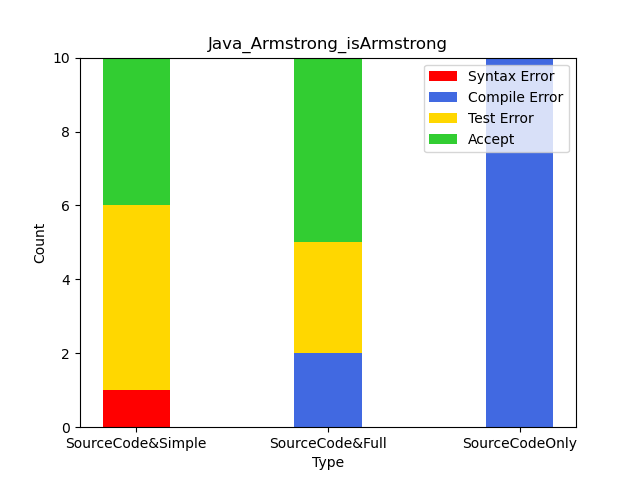 Java_Armstrong_isArmstrong
10
8
6
4
2
0
Count
Syntax Error
Compile Error
Test Error
Accept
SourceCode&Simple
SourceCode&Full
SourceCodeOnly
Type